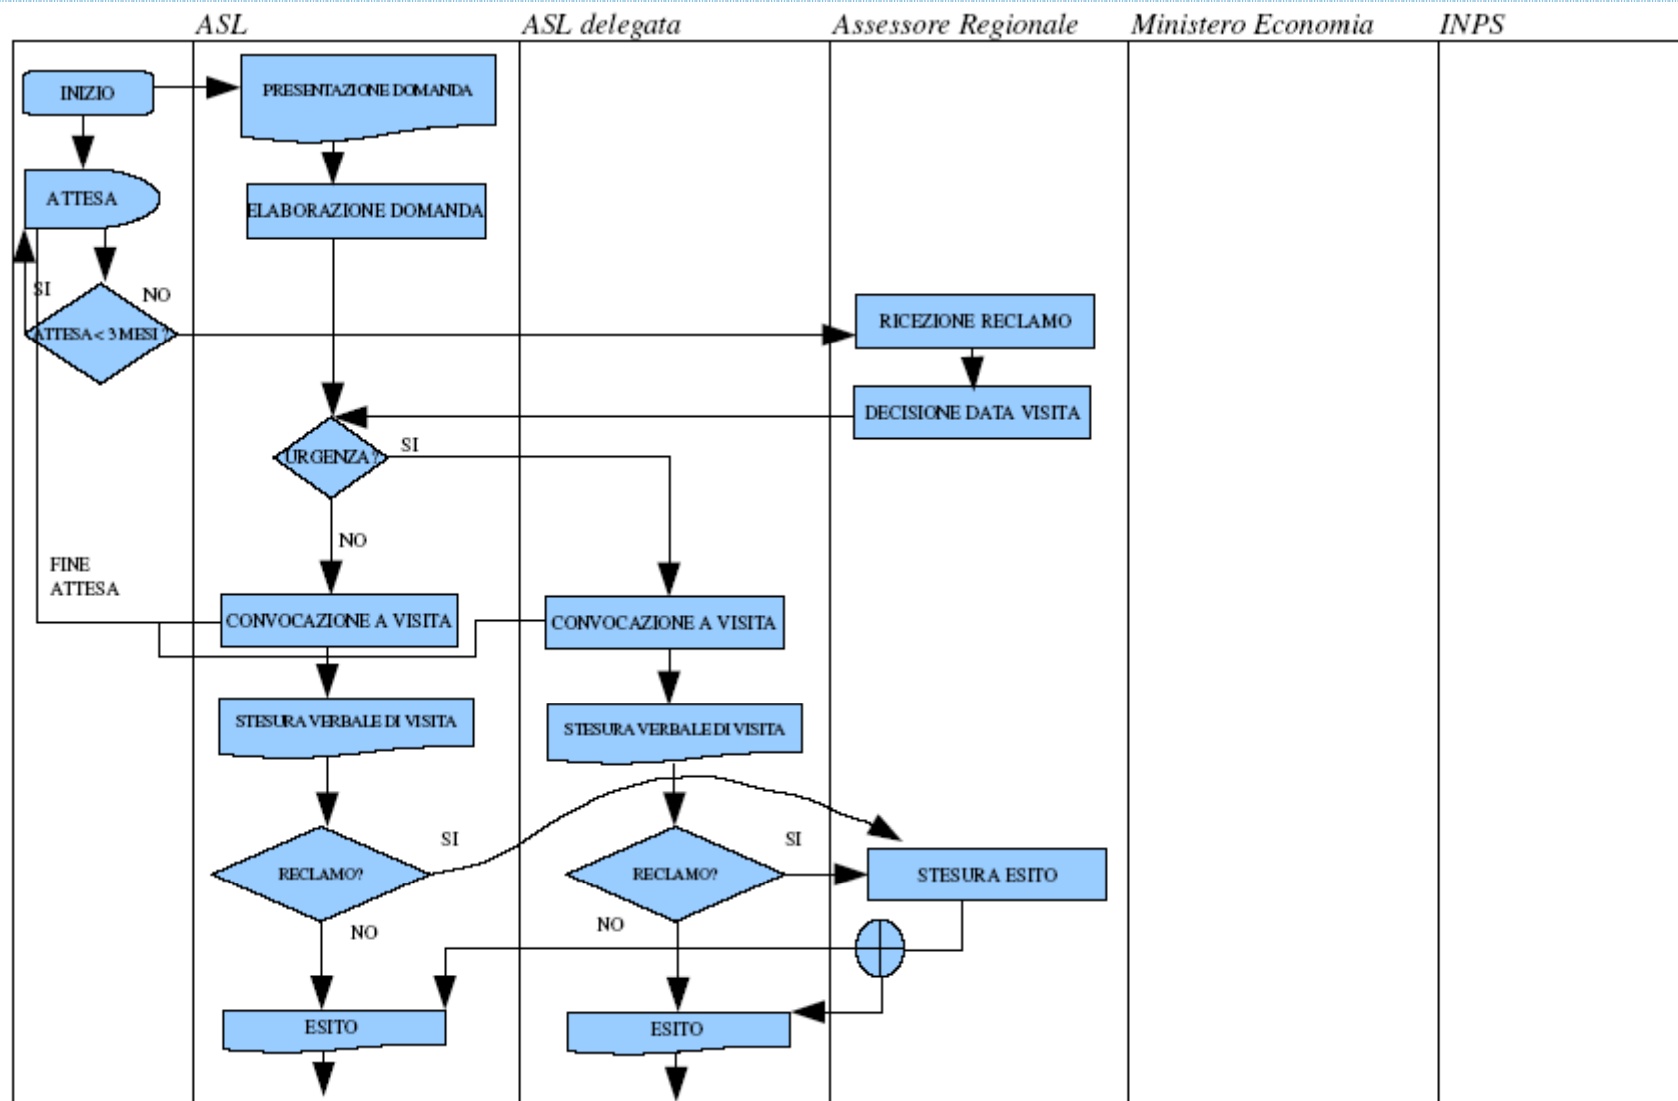 ASL
ASL delegata
Assessore Regionale
Ministero Economia
INPS
INIZIO
PRESENTAZIONE DOMANDA
ATTESA
ELABORAZIONE DOMANDA
SI
NO
ATTESA < 3 MESI ?
RICEZIONE RECLAMO
DECISIONE DATA VISITA
URGENZA?
SI
NO
FINE
ATTESA
CONVOCAZIONE A VISITA
CONVOCAZIONE A VISITA
STESURA VERBALE DI VISITA
STESURA VERBALE DI VISITA
SI
SI
RECLAMO?
RECLAMO?
STESURA ESITO
NO
NO
ESITO
ESITO